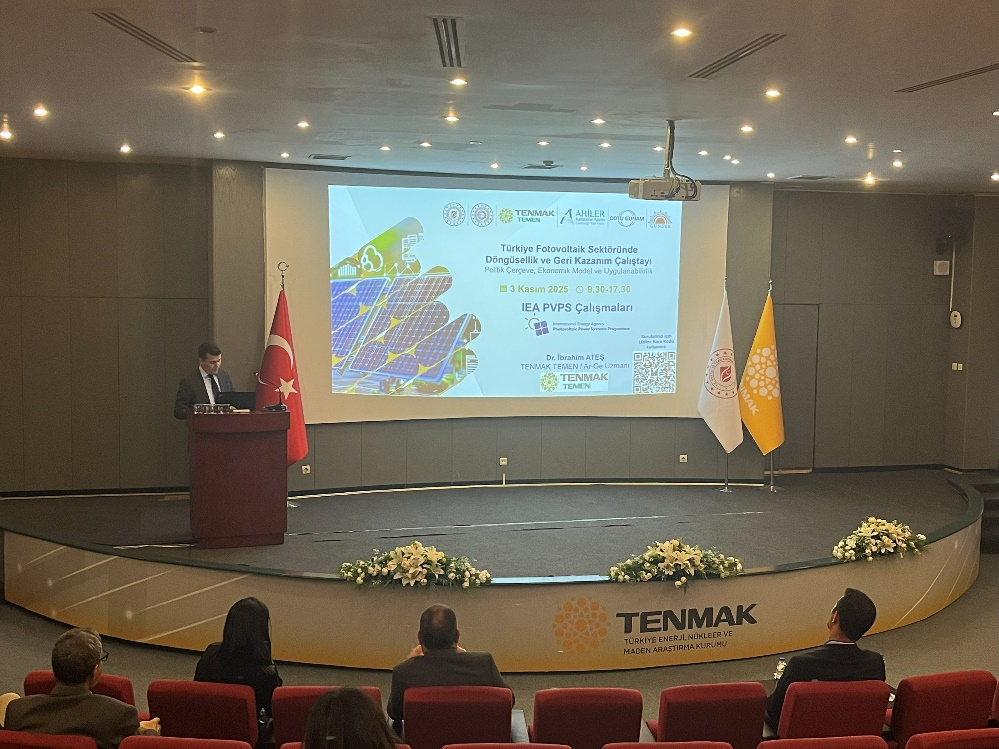 TENMAK
TEMEN
AHİLER
ODTÜ GÜNAM
GÜNDER
Türkiye Fotovoltaik Sektöründe
Döngüsellik ve Geri Kazanım Çalıştayı
Politik Çerçeve, Ekonomik Model ve Uygulanabilirlik
3 Kasım 2025 9.30-17.30
IEA PVPS Çalışmaları
International Energy Agency
Photovoltaic Power Systems Programme
Dr. İbrahim ATEŞ
TENMAK TEMEN / Ar-Ge Uzmanı
TENMAK
TEMEN
MAK
TENMAK
TÜRKİYE ENERJİ, NÜKLEER VE
MADEN ARAŞTIRMA KURUMU